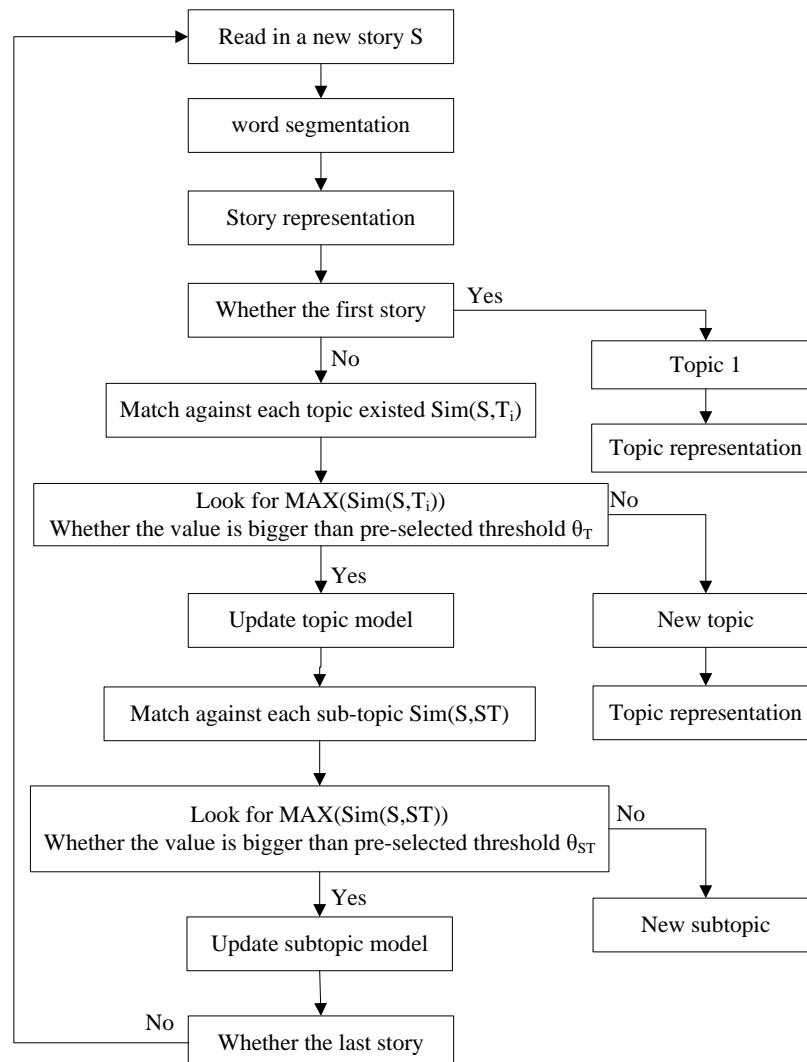 Read in a new story S
word segmentation
Story representation
Whether the first story
Yes
No
Topic 1
Match against each topic existed Sim(S,Tᵢ)
Topic representation
Look for MAX(Sim(S,Tᵢ))
Whether the value is bigger than pre-selected threshold θ_T
No
Yes
Update topic model
New topic
Match against each sub-topic Sim(S,ST)
Topic representation
Look for MAX(Sim(S,ST))
Whether the value is bigger than pre-selected threshold θ_ST
No
Yes
Update subtopic model
New subtopic
No
Whether the last story